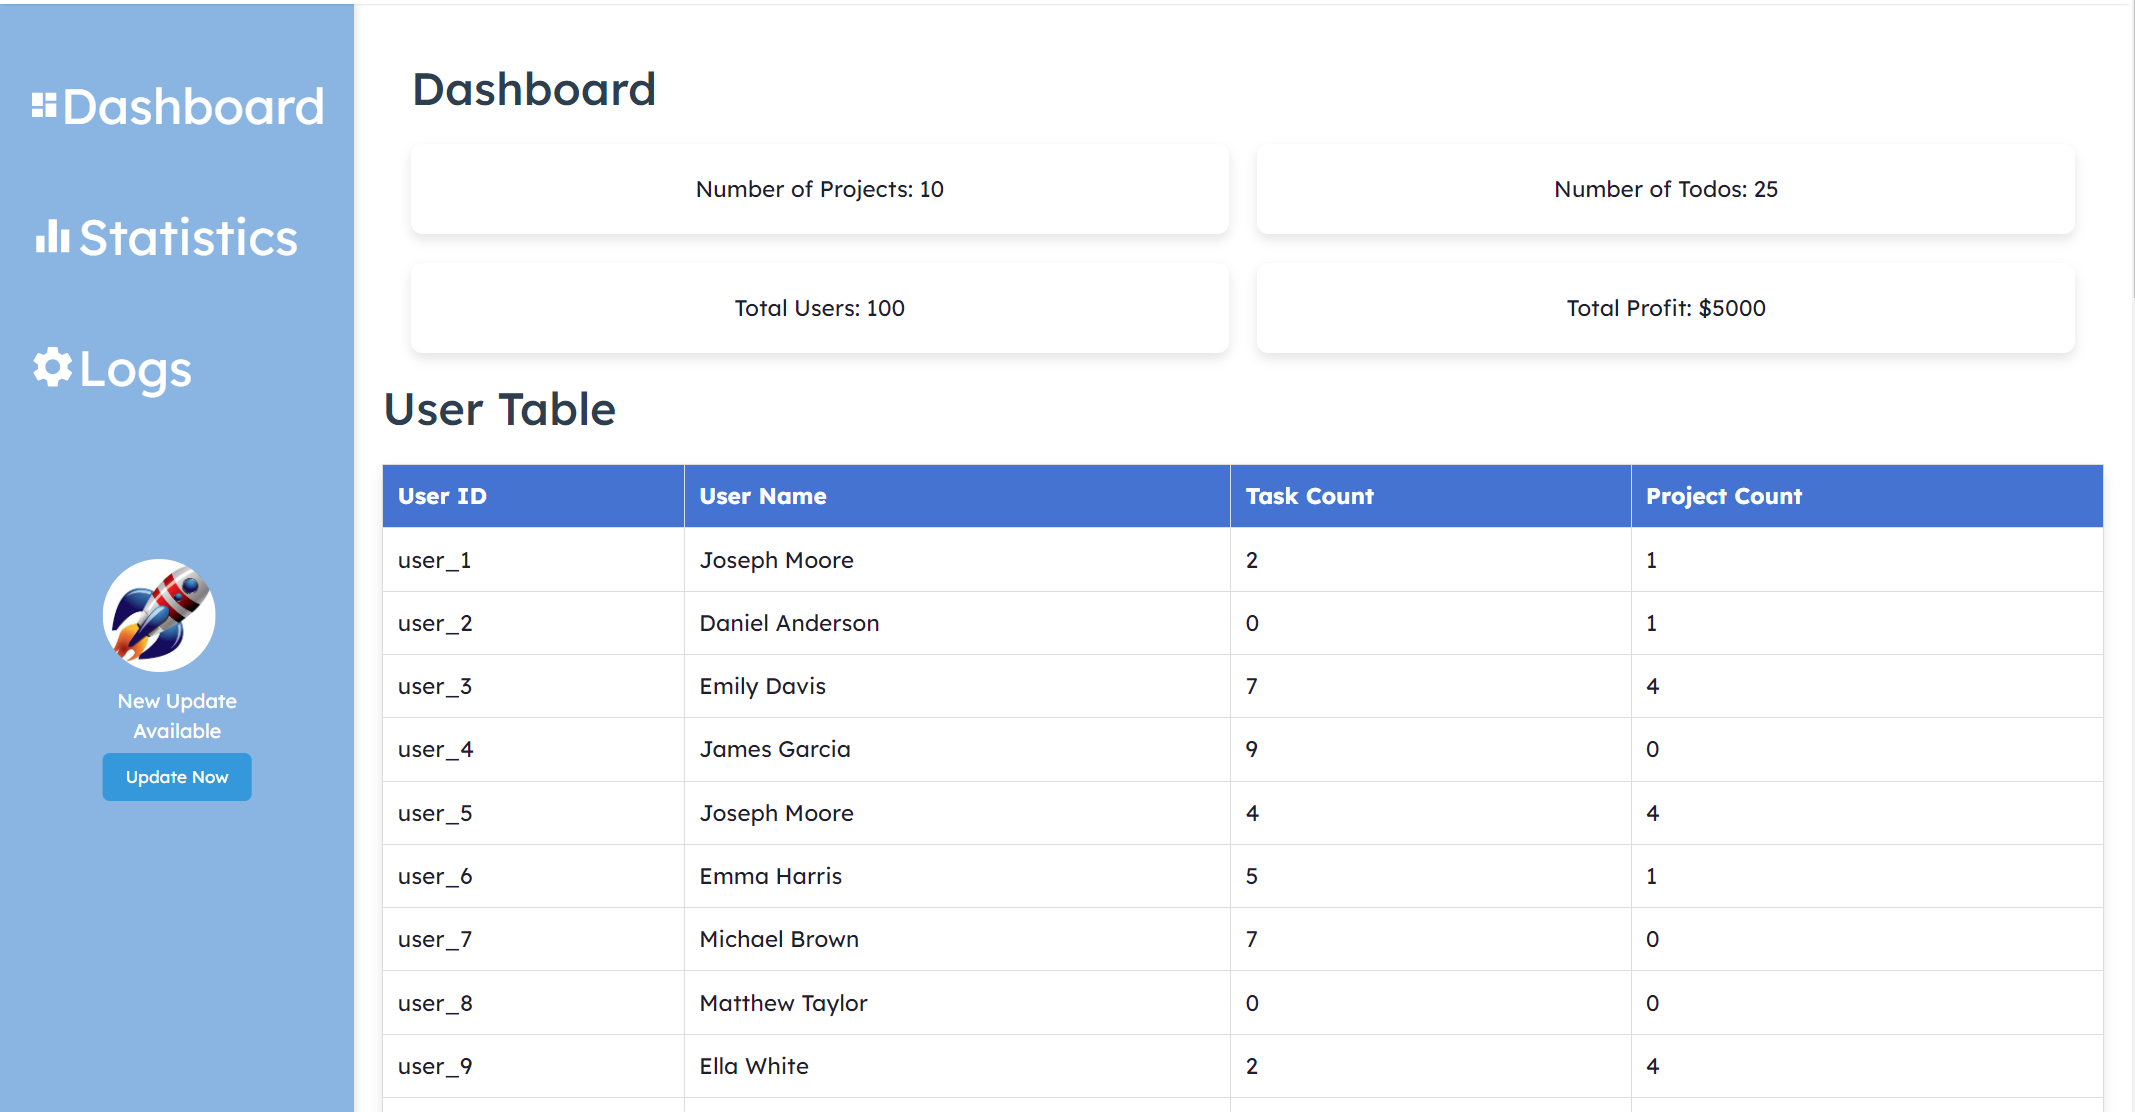 Dashboard
Statistics
Logs
New Update
Available
Update Now
Dashboard
Number of Projects: 10
Number of Todos: 25
Total Users: 100
Total Profit: $5000
User Table
User ID User Name Task Count Project Count
user_1 Joseph Moore 2 1
user_2 Daniel Anderson 0 1
user_3 Emily Davis 7 4
user_4 James Garcia 9 0
user_5 Joseph Moore 4 4
user_6 Emma Harris 5 1
user_7 Michael Brown 7 0
user_8 Matthew Taylor 0 0
user_9 Ella White 2 4